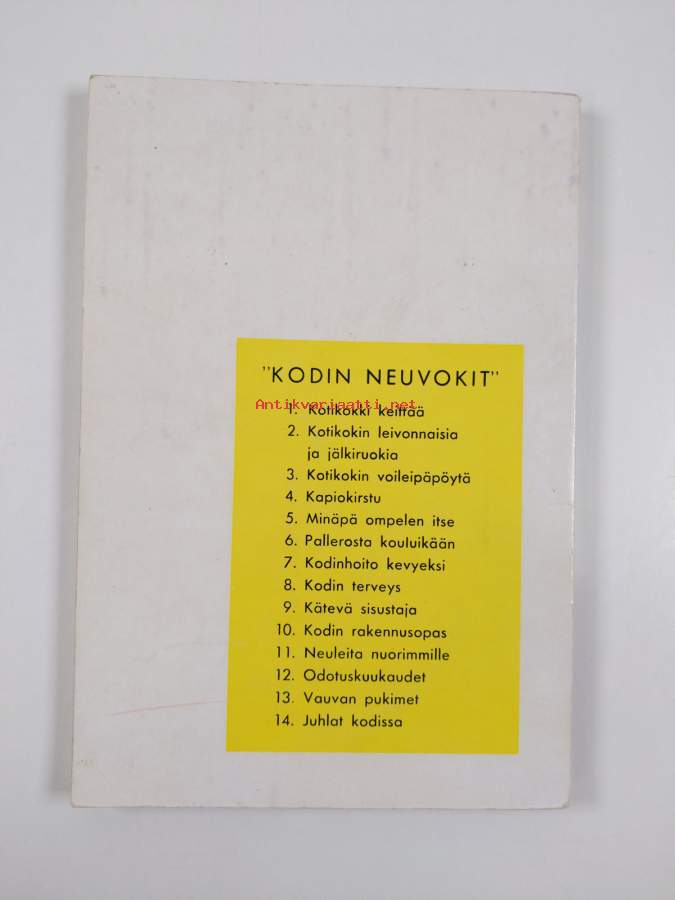 "KODIN NEUVOKIT"
Antikvariaatti.net
1. Kotikokki keittää
2. Kotikokin leivonnaisia
ja jälkiruokia
3. Kotikokin voileipäpöytä
4. Kapiokirstu
5. Minäpä ompelen itse
6. Pallerosta kouluikään
7. Kodinhoito kevyeksi
8. Kodin terveys
9. Kätevä sisustaja
10. Kodin rakennusopas
11. Neuleita nuorimmille
12. Odotuskuukaudet
13. Vauvan pukimet
14. Juhlat kodissa